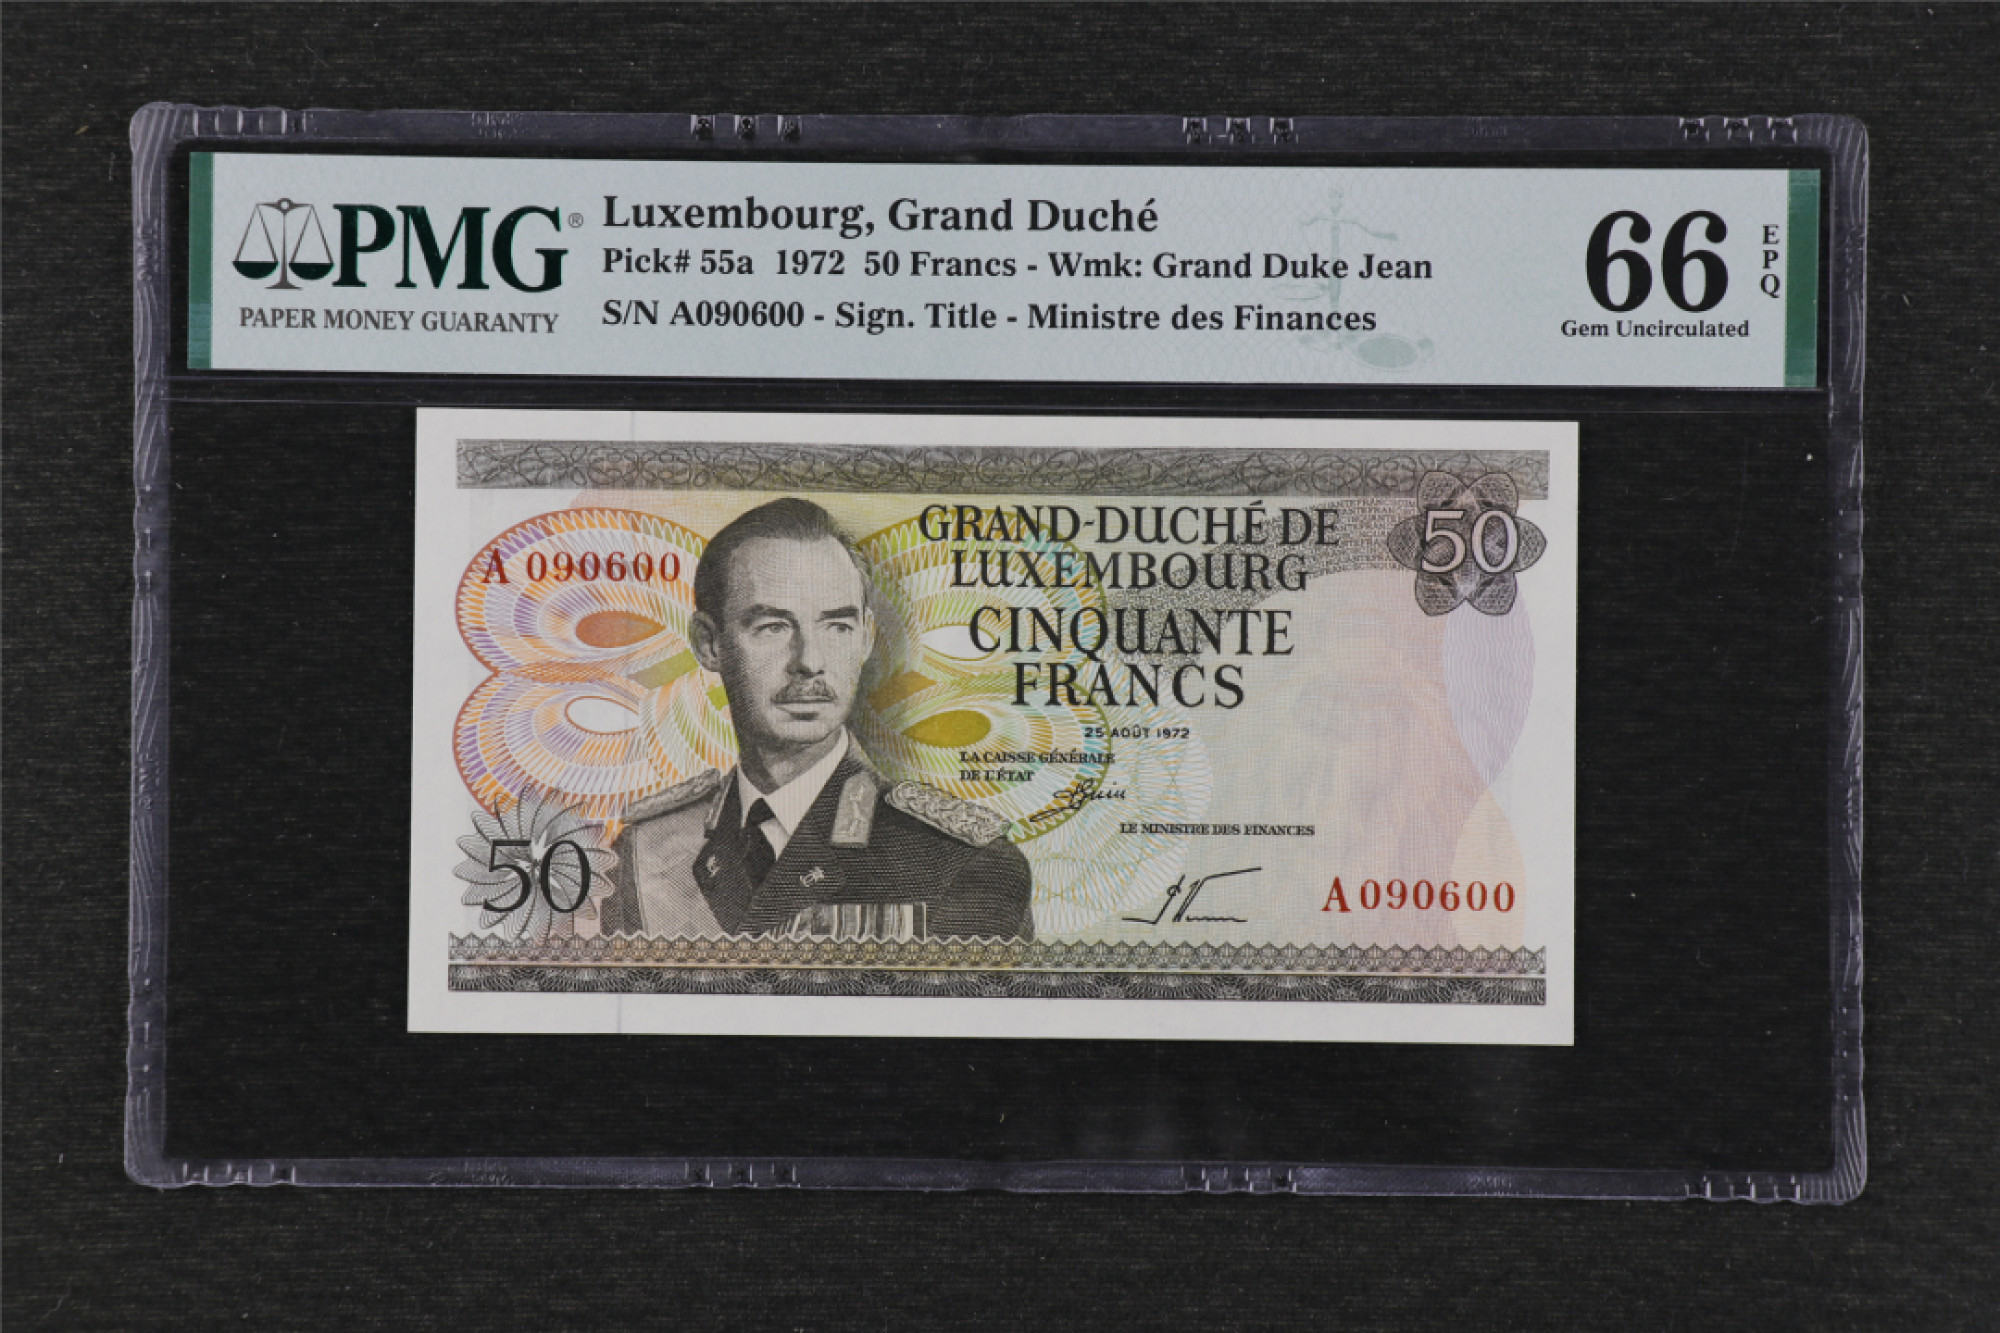 PMG®
PAPER MONEY GUARANTY
Luxembourg, Grand Duché
Pick# 55a 1972 50 Francs - Wmk: Grand Duke Jean
S/N A090600 - Sign. Title - Ministre des Finances
66
EPQ
Gem Uncirculated
A 090600
GRAND-DUCHÉ DE
LUXEMBOURG
CINQUANTE
FRANCS
50
25 AOÛT 1972
LA CAISSE GÉNÉRALE
DE L'ÉTAT
LE MINISTRE DES FINANCES
50
A 090600